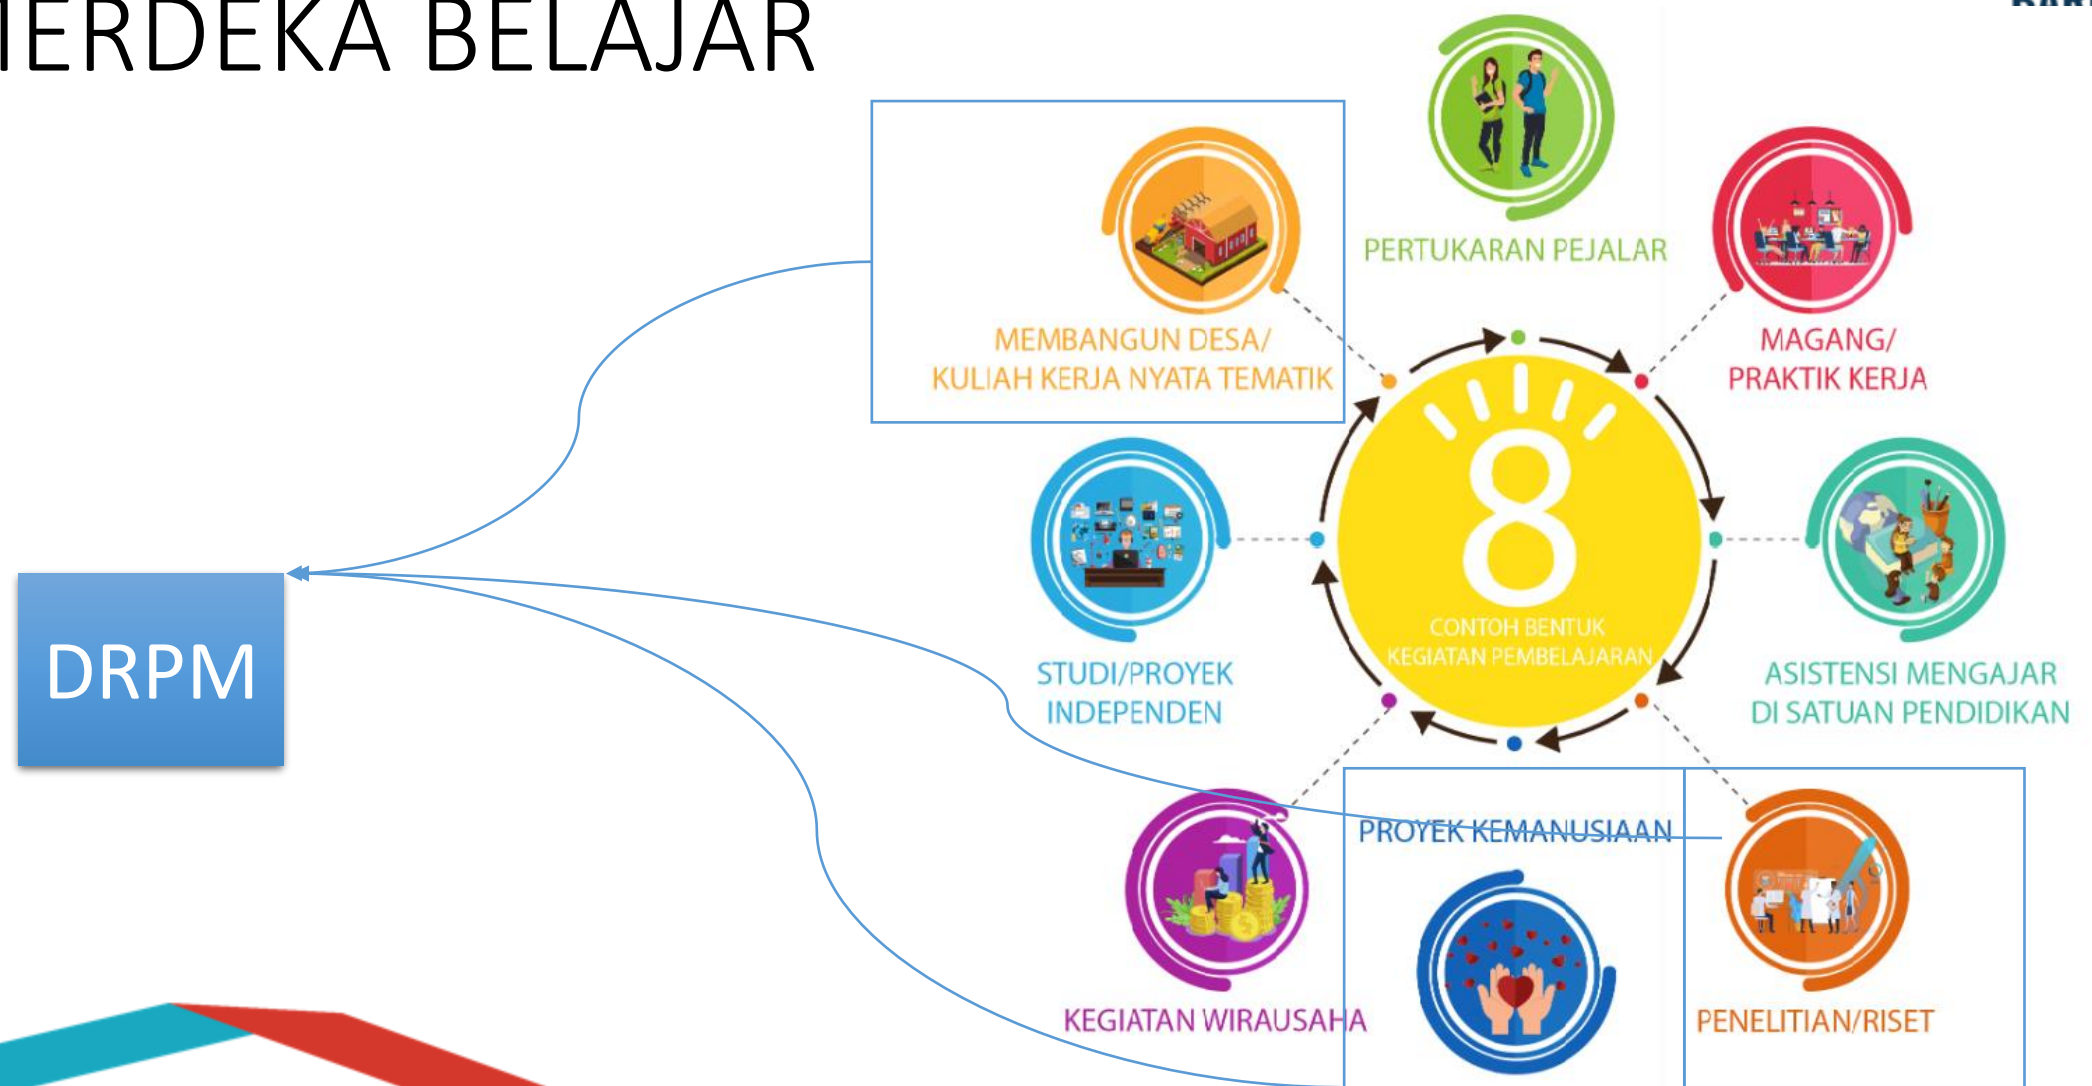 MERDEKA BELAJAR
PERTUKARAN PEJALAR
MEMBANGUN DESA/
KULIAH KERJA NYATA TEMATIK
MAGANG/
PRAKTIK KERJA
8
CONTOH BENTUK
KEGIATAN PEMBELAJARAN
DRPM
STUDI/PROYEK
INDEPENDEN
ASISTENSI MENGAJAR
DI SATUAN PENDIDIKAN
PROYEK KEMANUSIAAN
KEGIATAN WIRAUSAHA
PENELITIAN/RISET